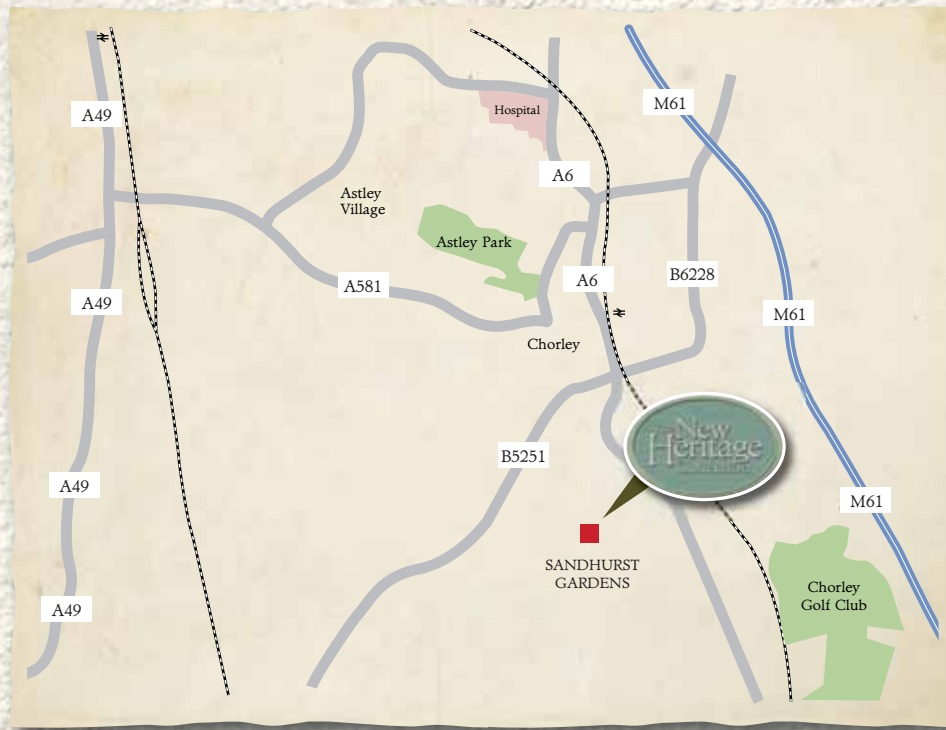 M61
A49
Hospital
A6
Astley
Village
Astley Park
A6
B6228
A581
A49
M61
Chorley
New
Heritage
B5251
A49
M61
SANDHURST
GARDENS
Chorley
Golf Club
A49